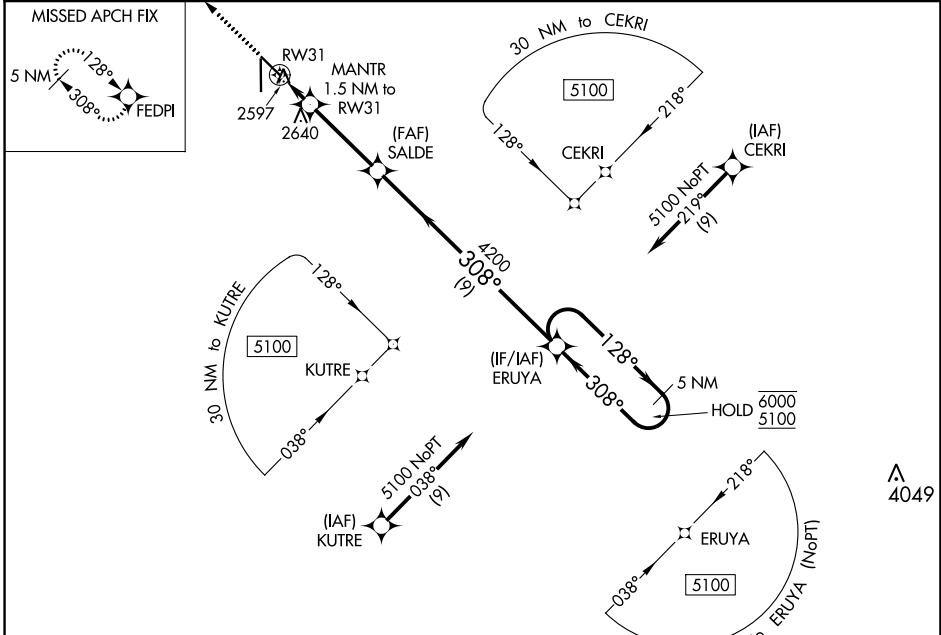 MISSED APCH FIX
5 NM
128°
308°
FEDPI
RW31
2597
MANTR
1.5 NM to
RW31
2640
(FAF)
SALDE
30 NM to CEKRI
5100
218°
128°
CEKRI
(IAF)
CEKRI
5100 NoPT
219°
(9)
4200
308°
(9)
30 NM to KUTRE
128°
5100
KUTRE
038°
(IF/IAF)
ERUYA
128°
308°
5 NM
HOLD
6000
5100
5100 NoPT
038°
(9)
(IAF)
KUTRE
4049
218°
ERUYA
038°
5100
ERUYA (NoPT)